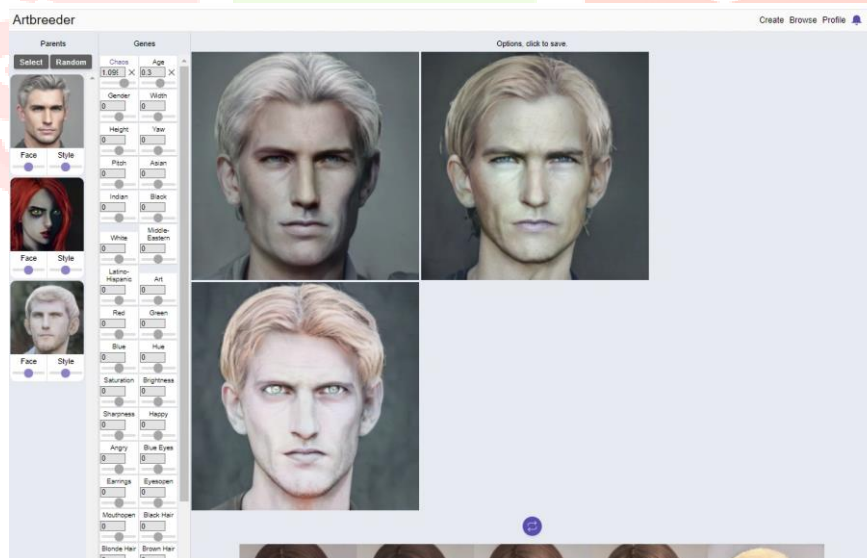 Artbreeder
Create Browse Profile
Parents
Genes
Options, click to save.
Select Random
Face Style
Face Style
Face Style
Chaos Age
1.099 0.3
Gender Width
0 0
Height Yaw
0 0
Pitch Asian
0 0
Indian Black
0 0
White Middle-
Eastern
0 0
Latino-
Hispanic Art
0 0
Red Green
0 0
Blue Hue
0 0
Saturation Brightness
0 0
Sharpness Happy
0 0
Angry Blue Eyes
0 0
Earrings Eyesopen
0 0
Mouthopen Black Hair
0 0
Blonde Hair Brown Hair